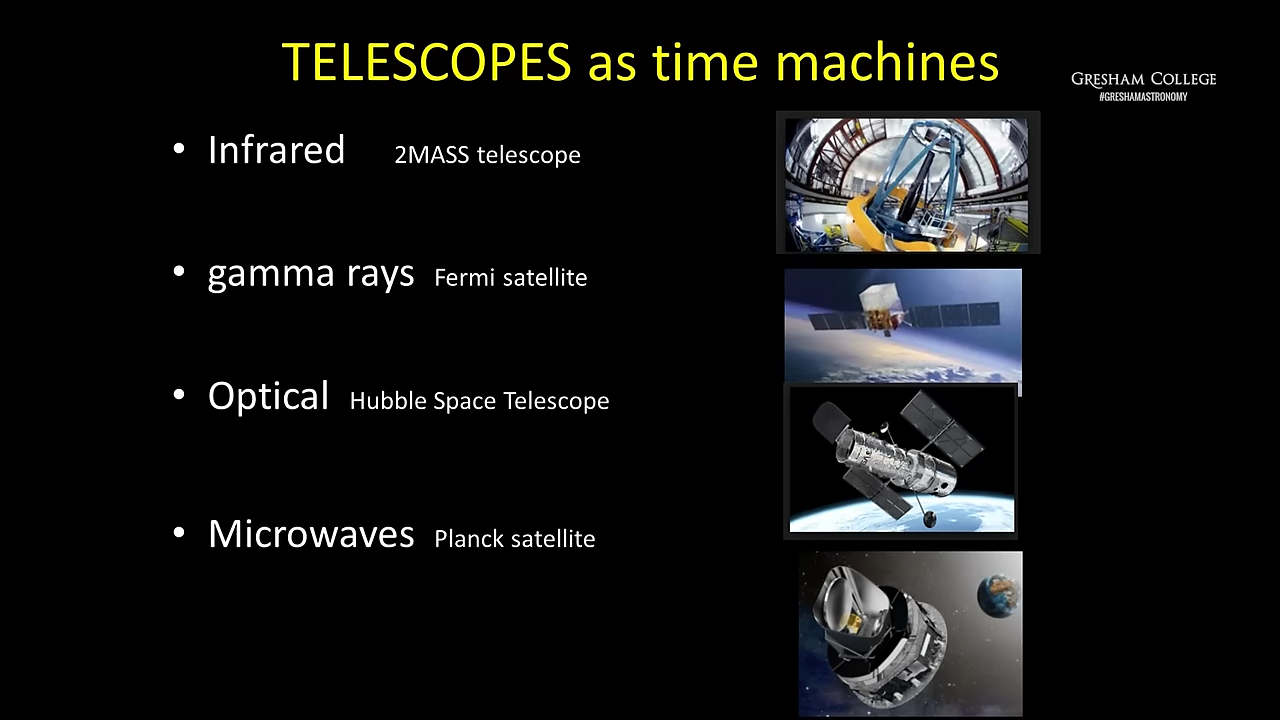 TELESCOPES as time machines
GRESHAM COLLEGE
#GRESHAMASTRONOMY
• Infrared 2MASS telescope
• gamma rays Fermi satellite
• Optical Hubble Space Telescope
• Microwaves Planck satellite